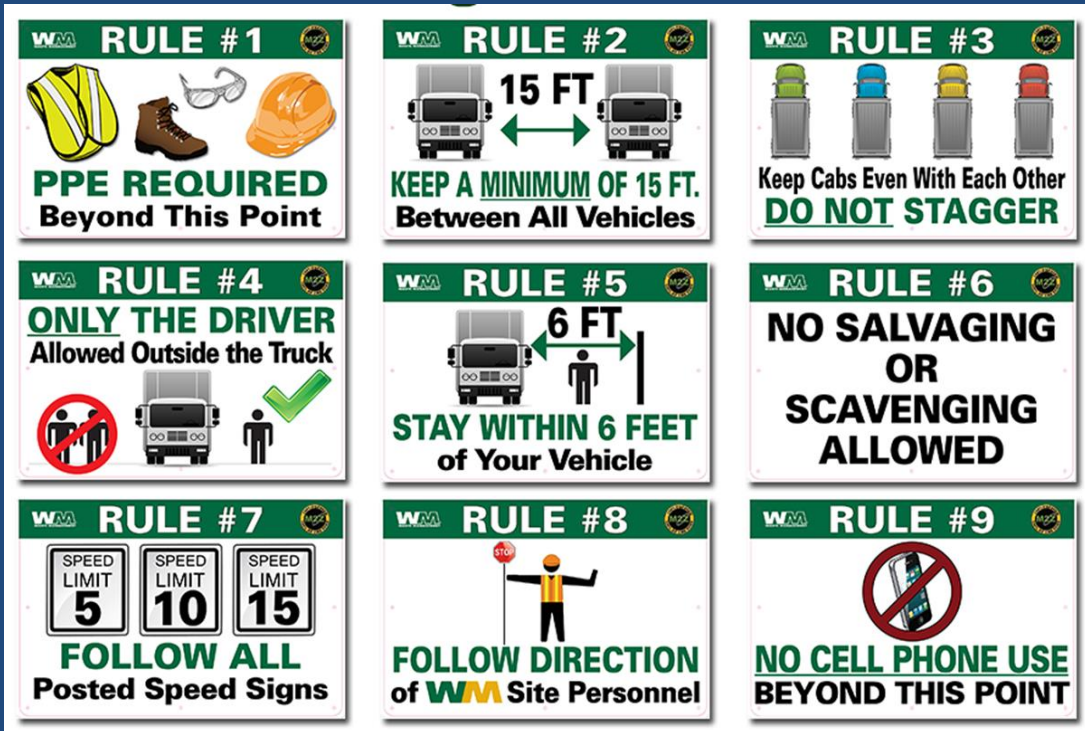 WM RULE #1
PPE REQUIRED
Beyond This Point
WM RULE #2
15 FT
KEEP A MINIMUM OF 15 FT.
Between All Vehicles
WM RULE #3
Keep Cabs Even With Each Other
DO NOT STAGGER
WM RULE #4
ONLY THE DRIVER
Allowed Outside the Truck
WM RULE #5
6 FT
STAY WITHIN 6 FEET
of Your Vehicle
WM RULE #6
NO SALVAGING
OR
SCAVENGING
ALLOWED
WM RULE #7
SPEED LIMIT 5
SPEED LIMIT 10
SPEED LIMIT 15
FOLLOW ALL
Posted Speed Signs
WM RULE #8
STOP
FOLLOW DIRECTION
of WM Site Personnel
WM RULE #9
NO CELL PHONE USE
BEYOND THIS POINT